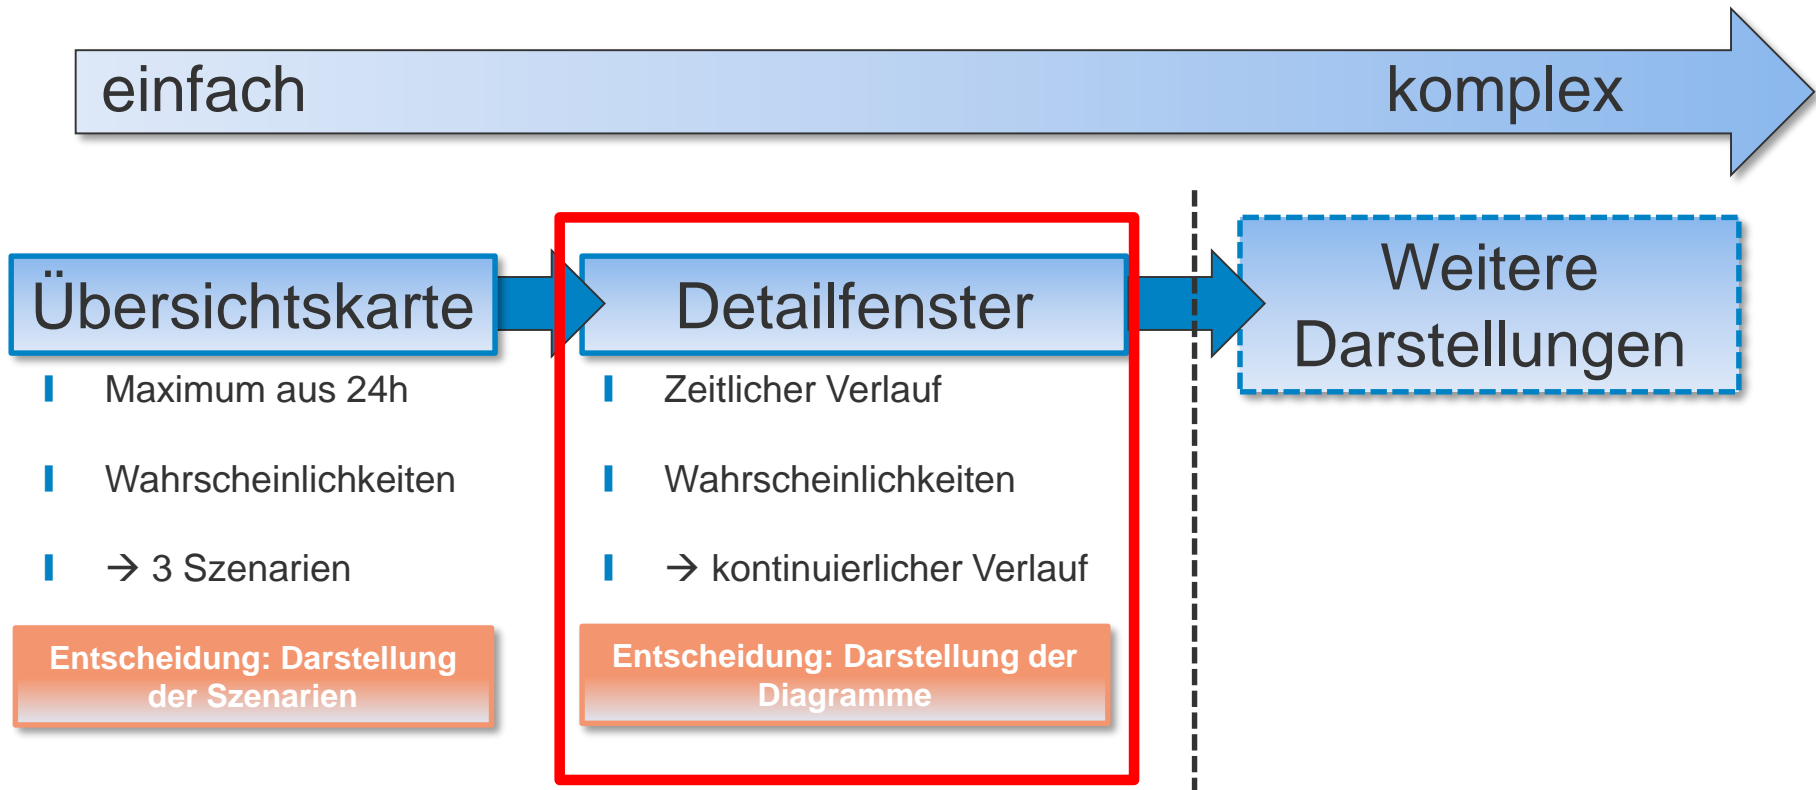 einfach
komplex
Übersichtskarte
Maximum aus 24h
Wahrscheinlichkeiten
→ 3 Szenarien
Entscheidung: Darstellung
der Szenarien
Detailfenster
Zeitlicher Verlauf
Wahrscheinlichkeiten
→ kontinuierlicher Verlauf
Entscheidung: Darstellung der
Diagramme
Weitere
Darstellungen